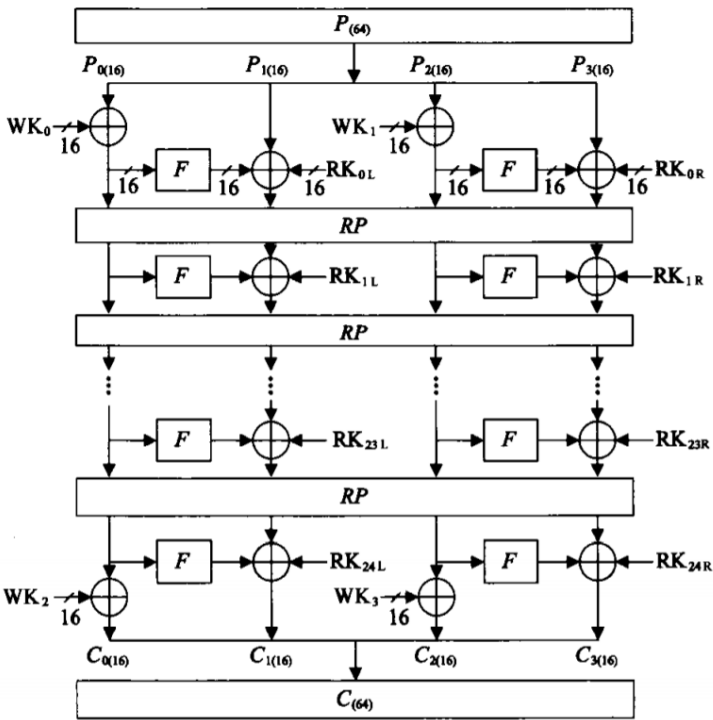 P(64)
P0(16) P1(16) P2(16) P3(16)
WK0 16 WK1 16
16 F 16 16 RK0L 16 F 16 16 RK0R
RP
F RK1L F RK1R
RP
F RK23L F RK23R
RP
F RK24L F RK24R
WK2 16 WK3 16
C0(16) C1(16) C2(16) C3(16)
C(64)